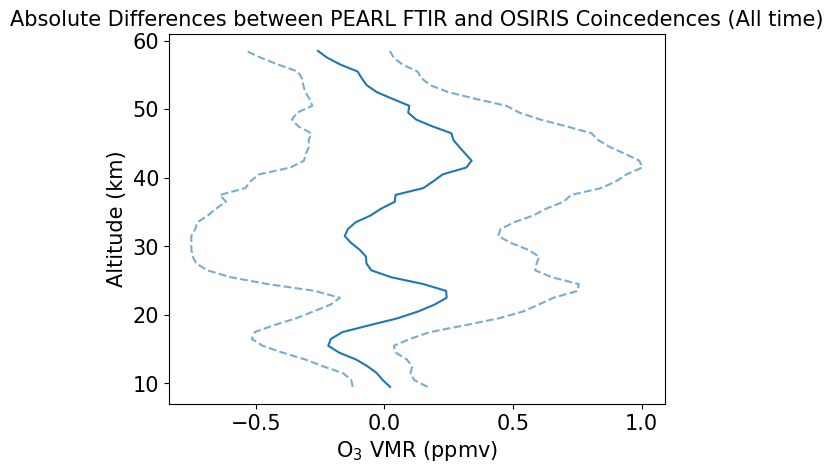 Absolute Differences between PEARL FTIR and OSIRIS Coincedences (All time)
60
50
40
30
20
10
Altitude (km)
−0.5 0.0 0.5 1.0
O₃ VMR (ppmv)